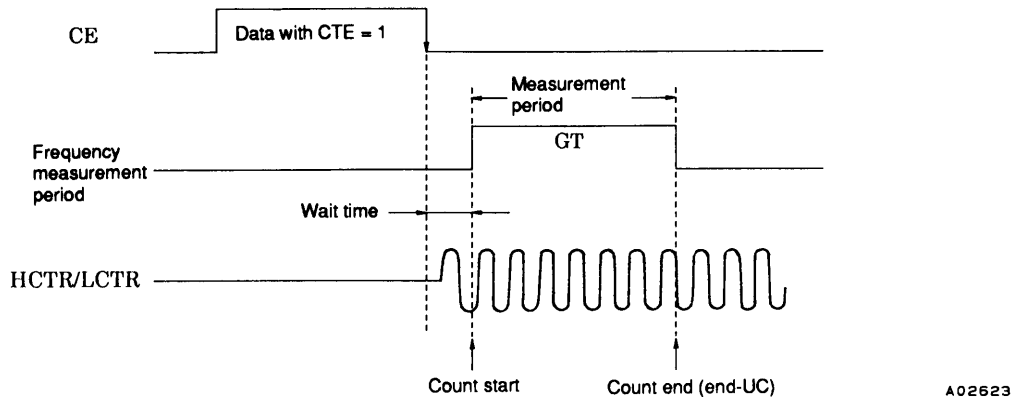 CE
Data with CTE = 1
Measurement
period
GT
Frequency
measurement
period
Wait time
HCTR/LCTR
Count start
Count end (end-UC)
A02623